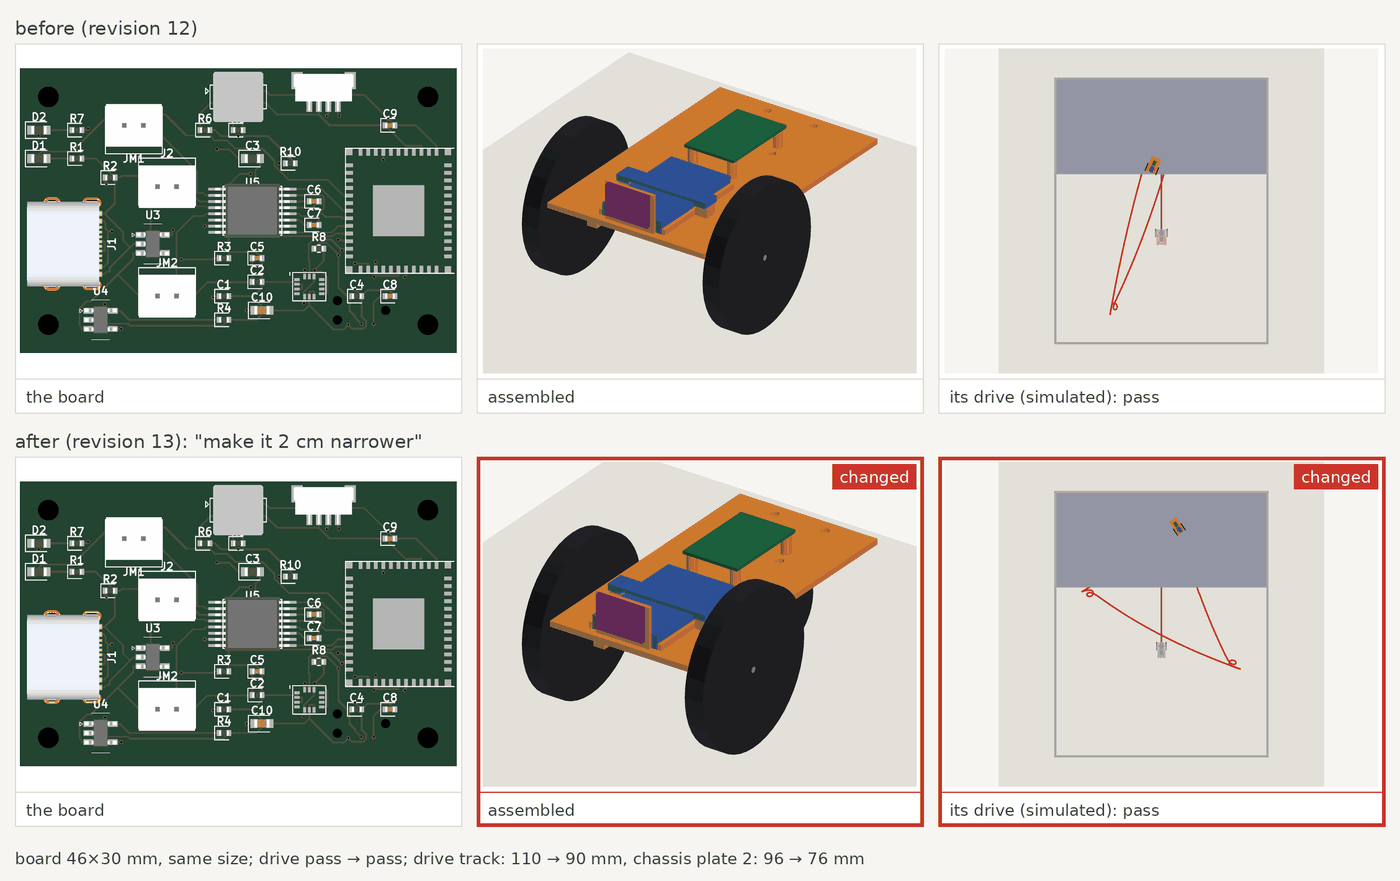 before (revision 12)
D2
R7
D1
R1
R2
JM1
J2
R6
C3
R10
C9
U5
C6
C7
R8
U3
J1
JM2
R3
C5
C2
C1
R4
C10
C4
C8
U4
the board
assembled
its drive (simulated): pass
after (revision 13): "make it 2 cm narrower"
changed
changed
D2
R7
D1
R1
R2
JM1
J2
R6
C3
R10
C9
U5
C6
C7
R8
U3
J1
JM2
R3
C5
C2
C1
R4
C10
C4
C8
U4
the board
assembled
its drive (simulated): pass
board 46×30 mm, same size; drive pass → pass; drive track: 110 → 90 mm, chassis plate 2: 96 → 76 mm